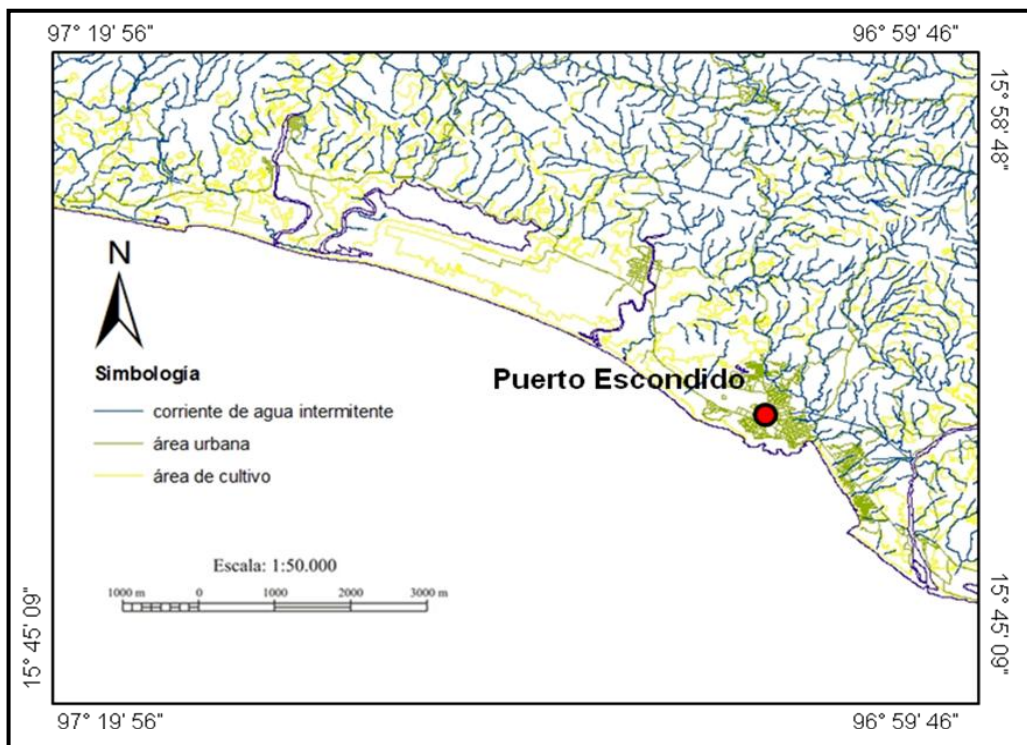 97° 19' 56"
96° 59' 46"
15° 58' 48"
N
Puerto Escondido
Simbología
corriente de agua intermitente
área urbana
área de cultivo
Escala: 1:50.000
1000 m 0 1000 2000 3000 m
15° 45' 09"
15° 45' 09"
97° 19' 56"
96° 59' 46"